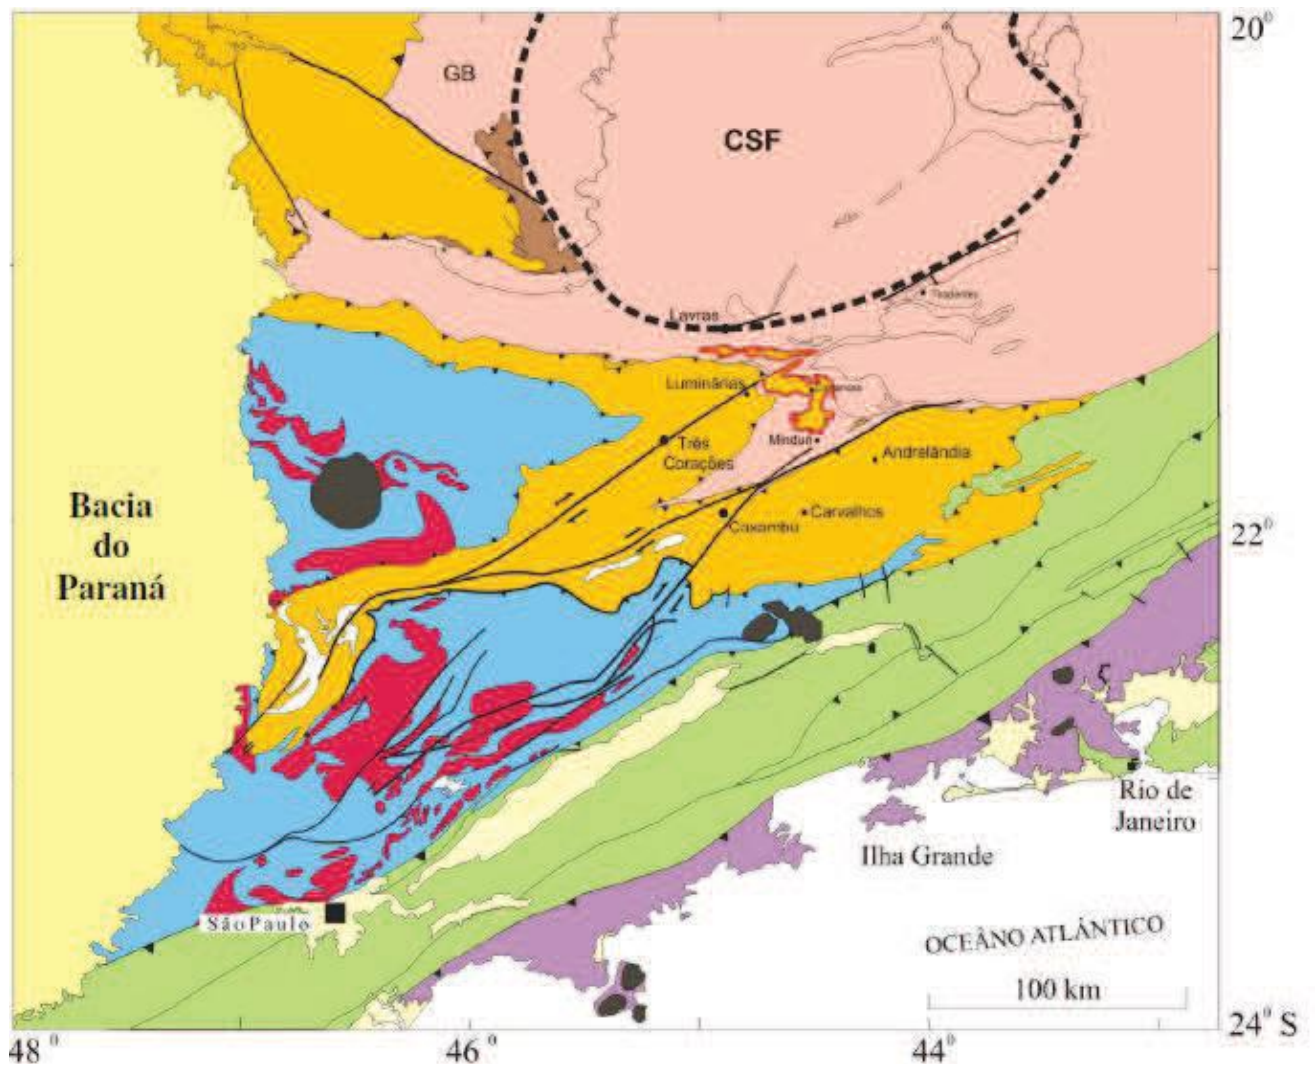 20°
GB
CSF
Lavras
Luminárias
Três
Corações
Minduri
Andrelândia
Caxambu
Carvalhos
Bacia
do
Paraná
22°
Rio de
Janeiro
Ilha Grande
São Paulo
OCEÂNO ATLÁNTICO
100 km
24° S
48°
46°
44°